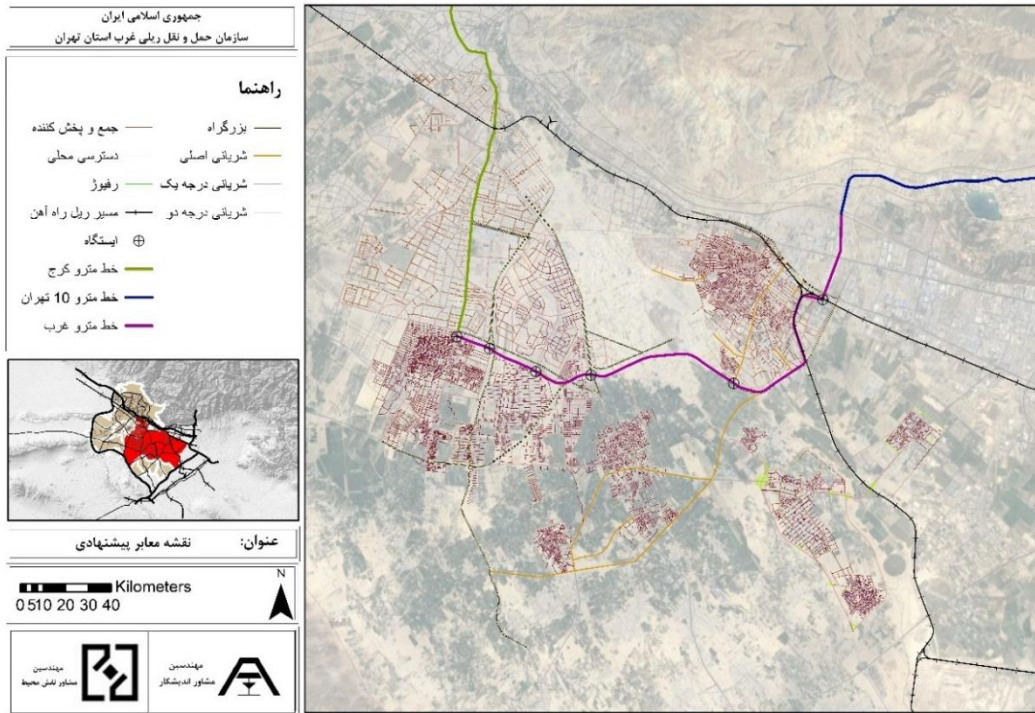 جمهوری اسلامی ایران
سازمان حمل و نقل ریلی غرب استان تهران
راهنما
بزرگراه
جمع و پخش کننده
شریانی اصلی
دسترسی محلی
شریانی درجه یک
رفیوژ
شریانی درجه دو
مسیر ریل راه آهن
ایستگاه
خط مترو کرج
خط مترو 10 تهران
خط مترو غرب
عنوان: نقشه معابر پیشنهادی
Kilometers
0 510 20 30 40
N
مهندسین
مشاور اندیشکار
مهندسین
مشاور نقش محیط